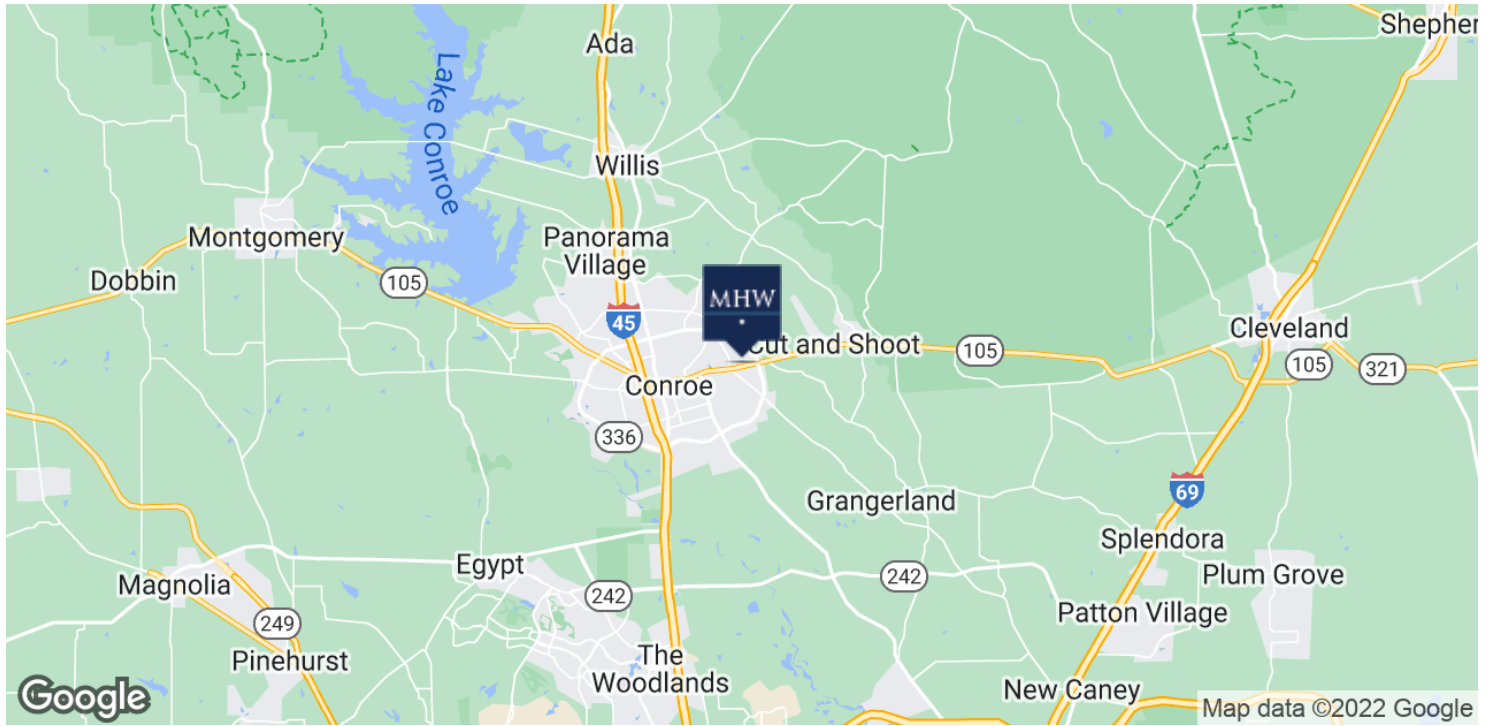 Shepher
Ada
Lake Conroe
Willis
Montgomery
Panorama
Village
Dobbin
105
MHW
45
Cut and Shoot
105
Cleveland
105
321
Conroe
336
Grangerland
69
Splendora
Egypt
Magnolia
242
242
Plum Grove
Patton Village
249
Pinehurst
The
Woodlands
New Caney
Google
Map data ©2022 Google